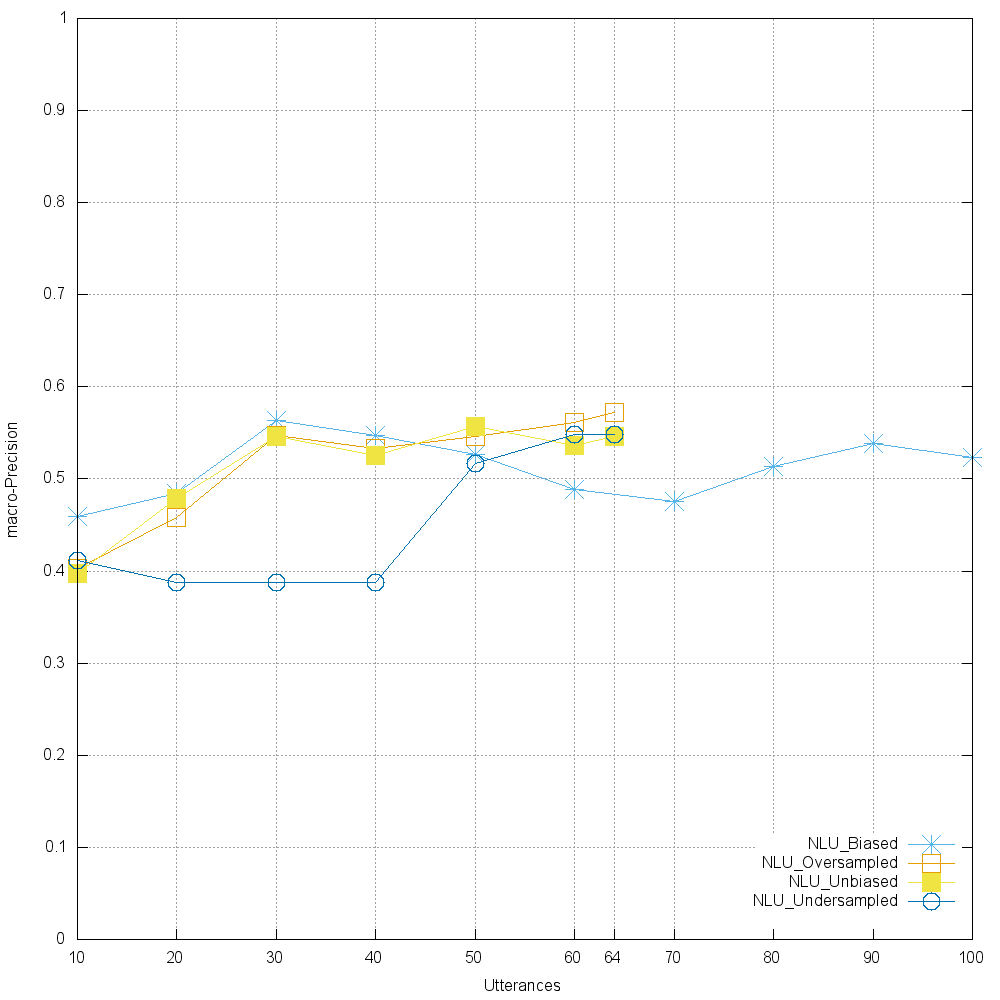 1
0.9
0.8
0.7
0.6
0.5
0.4
0.3
0.2
0.1
0
macro-Precision
NLU_Biased
NLU_Oversampled
NLU_Unbiased
NLU_Undersampled
10 20 30 40 50 60 64 70 80 90 100
Utterances